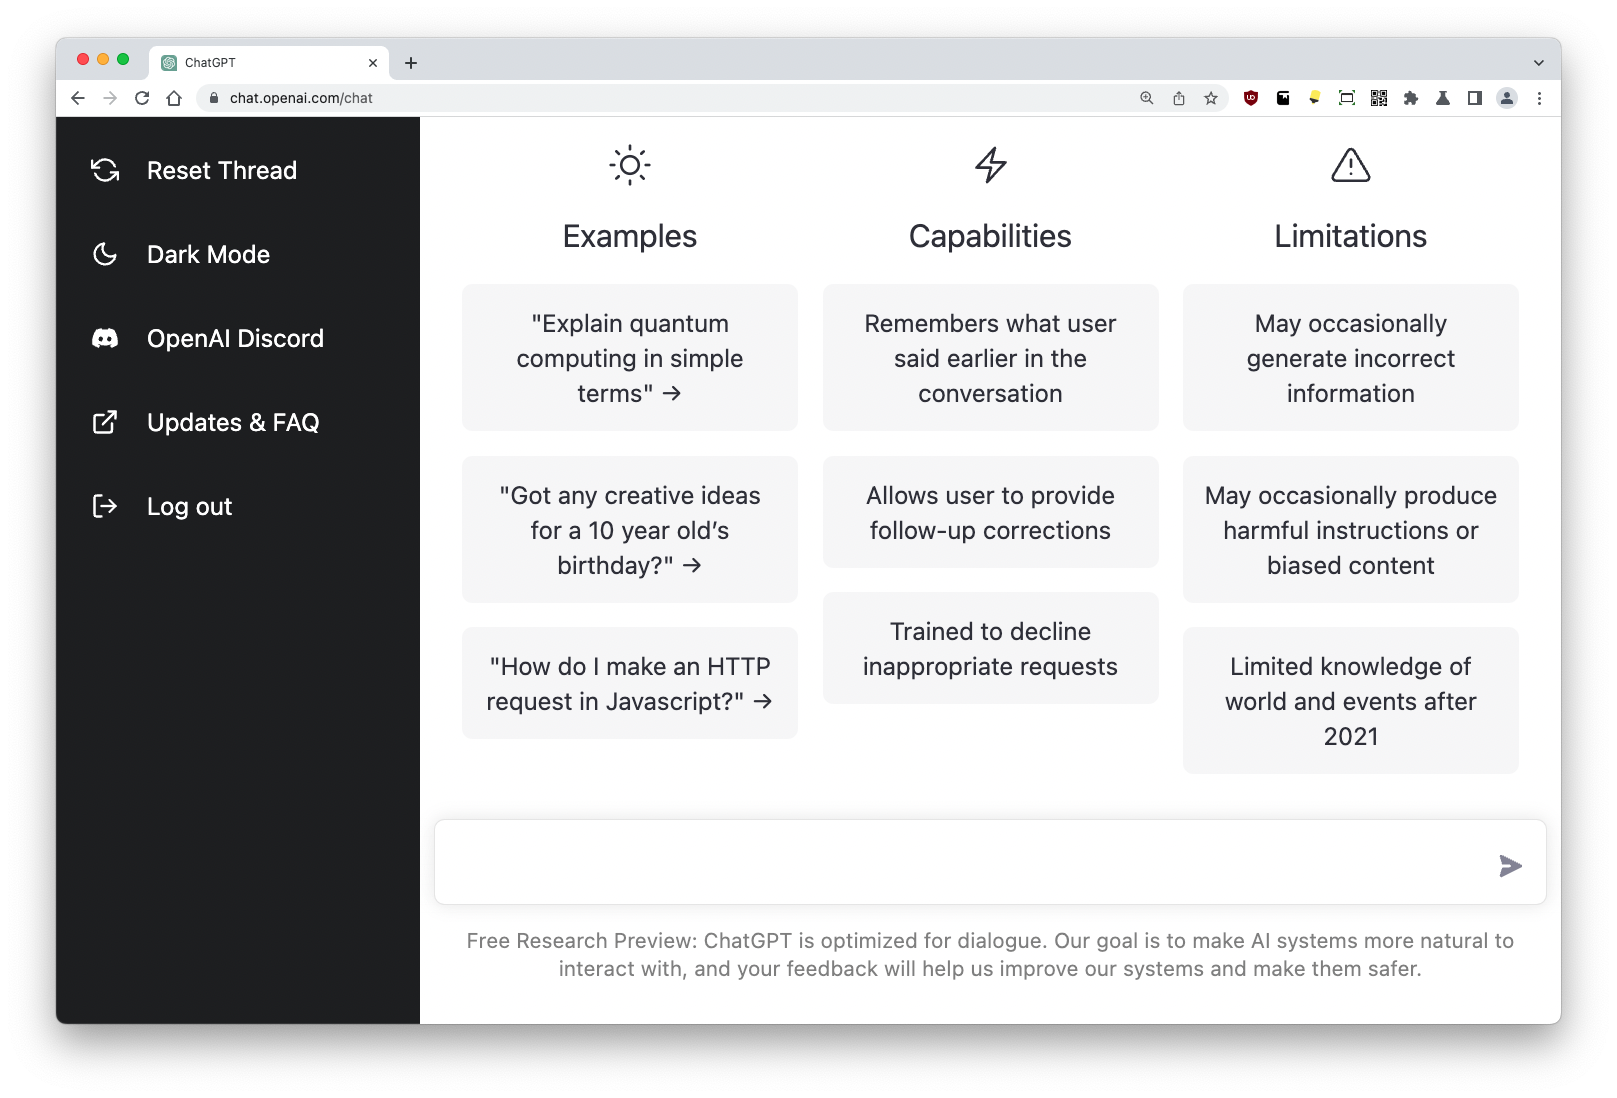 ChatGPT
chat.openai.com/chat
Reset Thread
Dark Mode
OpenAI Discord
Updates & FAQ
Log out
Examples
"Explain quantum
computing in simple
terms" →
"Got any creative ideas
for a 10 year old’s
birthday?" →
"How do I make an HTTP
request in Javascript?" →
Capabilities
Remembers what user
said earlier in the
conversation
Allows user to provide
follow-up corrections
Trained to decline
inappropriate requests
Limitations
May occasionally
generate incorrect
information
May occasionally produce
harmful instructions or
biased content
Limited knowledge of
world and events after
2021
Free Research Preview: ChatGPT is optimized for dialogue. Our goal is to make AI systems more natural to
interact with, and your feedback will help us improve our systems and make them safer.